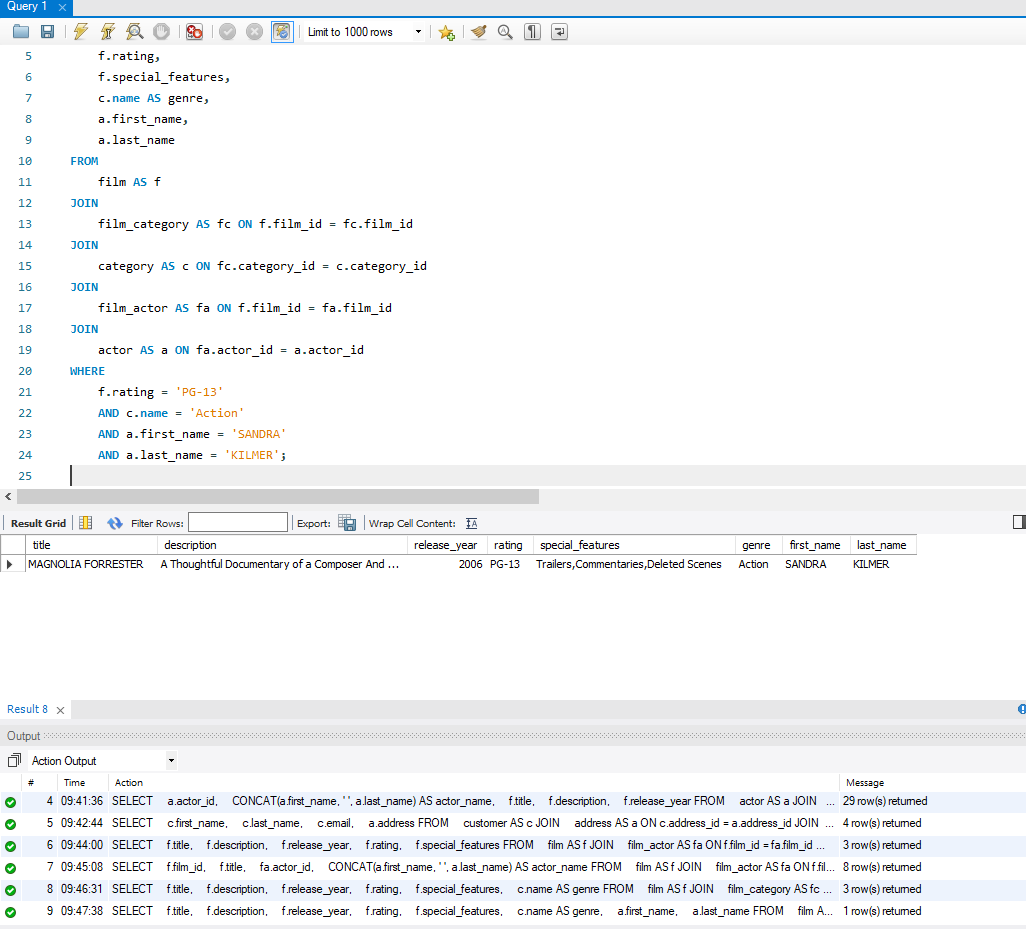 Query 1
Limit to 1000 rows
5 f.rating,
6 f.special_features,
7 c.name AS genre,
8 a.first_name,
9 a.last_name
10 FROM
11 film AS f
12 JOIN
13 film_category AS fc ON f.film_id = fc.film_id
14 JOIN
15 category AS c ON fc.category_id = c.category_id
16 JOIN
17 film_actor AS fa ON f.film_id = fa.film_id
18 JOIN
19 actor AS a ON fa.actor_id = a.actor_id
20 WHERE
21 f.rating = 'PG-13'
22 AND c.name = 'Action'
23 AND a.first_name = 'SANDRA'
24 AND a.last_name = 'KILMER';
25
Result Grid Filter Rows: Export: Wrap Cell Content: IA
title description release_year rating special_features genre first_name last_name
MAGNOLIA FORRESTER A Thoughtful Documentary of a Composer And ... 2006 PG-13 Trailers,Commentaries,Deleted Scenes Action SANDRA KILMER
Result 8
Output
Action Output
# Time Action Message
4 09:41:36 SELECT a.actor_id, CONCAT(a.first_name, ' ', a.last_name) AS actor_name, f.title, f.description, f.release_year FROM actor AS a JOIN ... 29 row(s) returned
5 09:42:44 SELECT c.first_name, c.last_name, c.email, a.address FROM customer AS c JOIN address AS a ON c.address_id = a.address_id JOIN ... 4 row(s) returned
6 09:44:00 SELECT f.title, f.description, f.release_year, f.rating, f.special_features FROM film AS f JOIN film_actor AS fa ON f.film_id = fa.film_id ... 3 row(s) returned
7 09:45:08 SELECT f.film_id, f.title, fa.actor_id, CONCAT(a.first_name, ' ', a.last_name) AS actor_name FROM film AS f JOIN film_actor AS fa ON f.fil... 8 row(s) returned
8 09:46:31 SELECT f.title, f.description, f.release_year, f.rating, f.special_features, c.name AS genre FROM film AS f JOIN film_category AS fc ... 3 row(s) returned
9 09:47:38 SELECT f.title, f.description, f.release_year, f.rating, f.special_features, c.name AS genre, a.first_name, a.last_name FROM film A... 1 row(s) returned